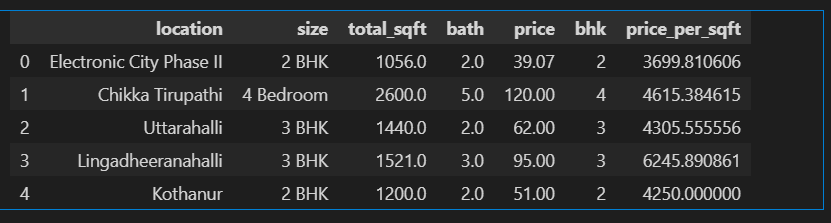 location size total_sqft bath price bhk price_per_sqft
0 Electronic City Phase II 2 BHK 1056.0 2.0 39.07 2 3699.810606
1 Chikka Tirupathi 4 Bedroom 2600.0 5.0 120.00 4 4615.384615
2 Uttarahalli 3 BHK 1440.0 2.0 62.00 3 4305.555556
3 Lingadheeranahalli 3 BHK 1521.0 3.0 95.00 3 6245.890861
4 Kothanur 2 BHK 1200.0 2.0 51.00 2 4250.000000